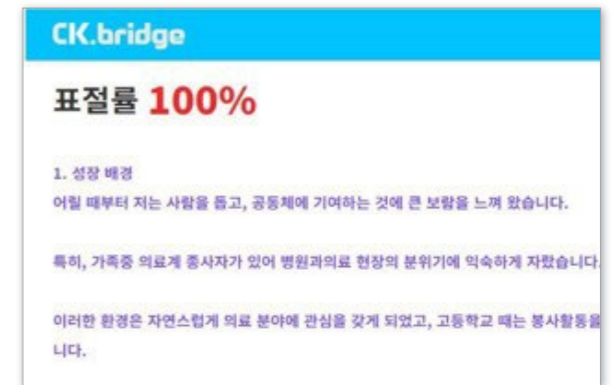 CK.bridge
표절률 100%
1. 성장 배경
어릴 때부터 저는 사람을 돕고, 공동체에 기여하는 것에 큰 보람을 느껴 왔습니다.
특히, 가족중 의료계 종사자가 있어 병원과의료 현장의 분위기에 익숙하게 자랐습니다.
이러한 환경은 자연스럽게 의료 분야에 관심을 갖게 되었고, 고등학교 때는 봉사활동을
니다.